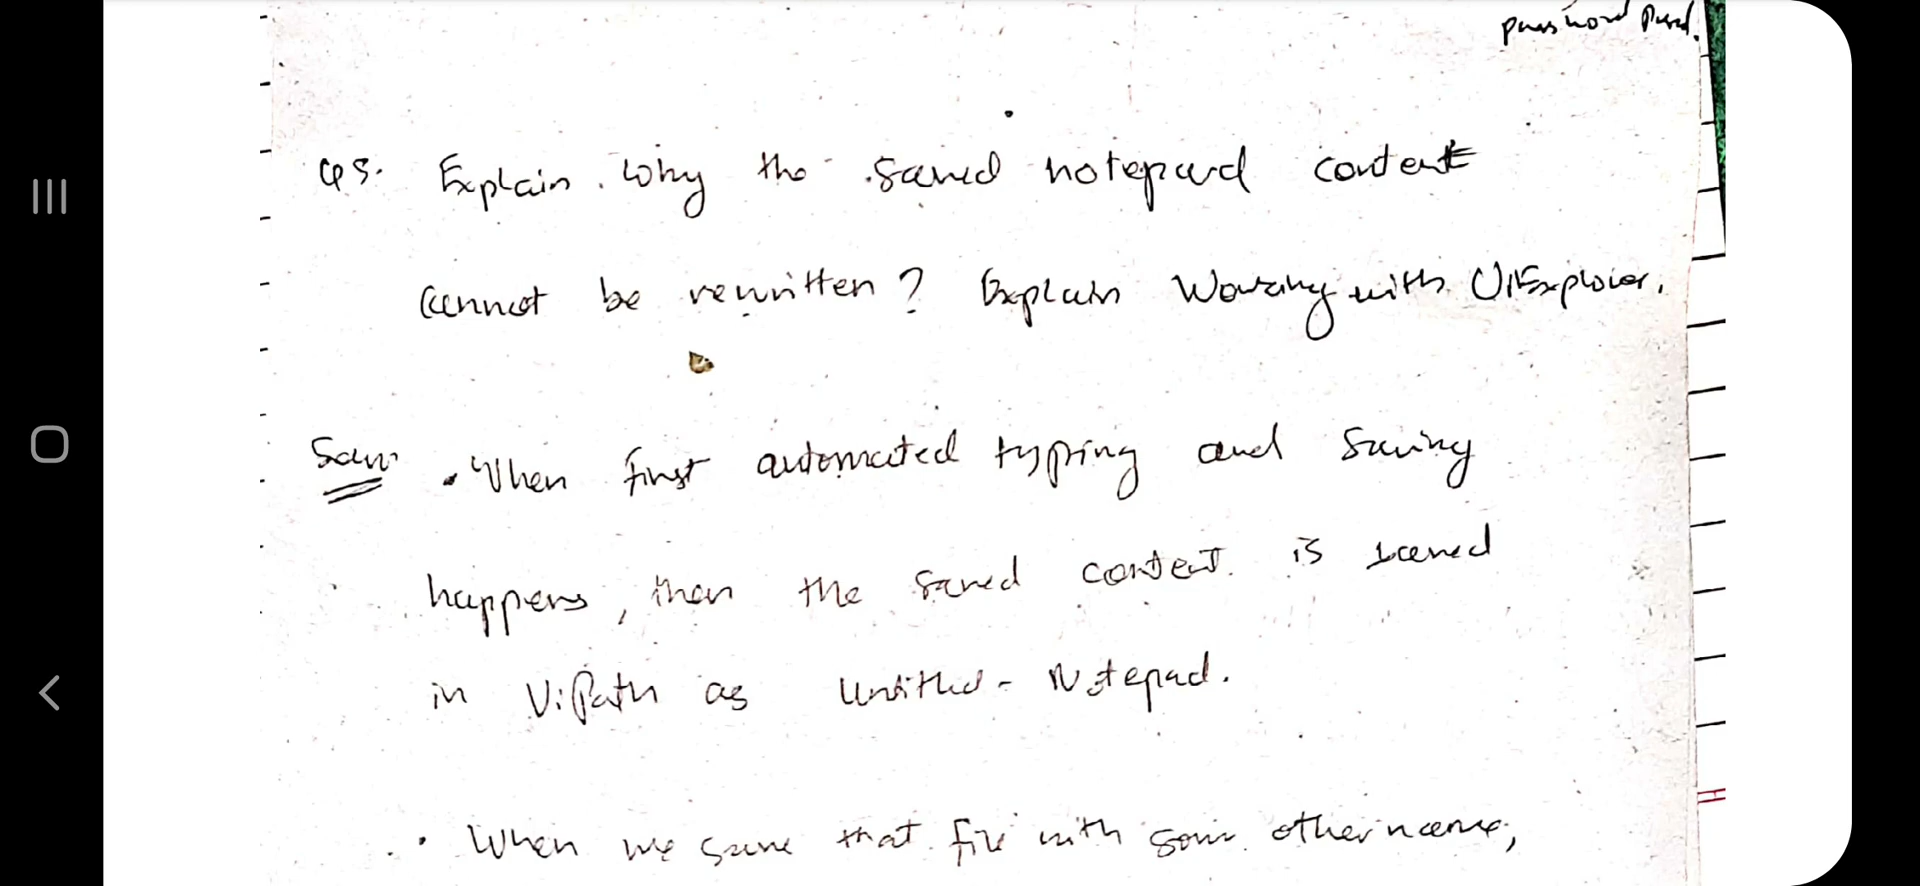 password pwd.
Q5. Explain why the saved notepad content
cannot be rewritten? Explain Working with UiExplorer.
Soln. • When first automated typing and saving
happens, then the saved content is saved
in UiPath as Untitled - Notepad.
• When we save that file with some other name,